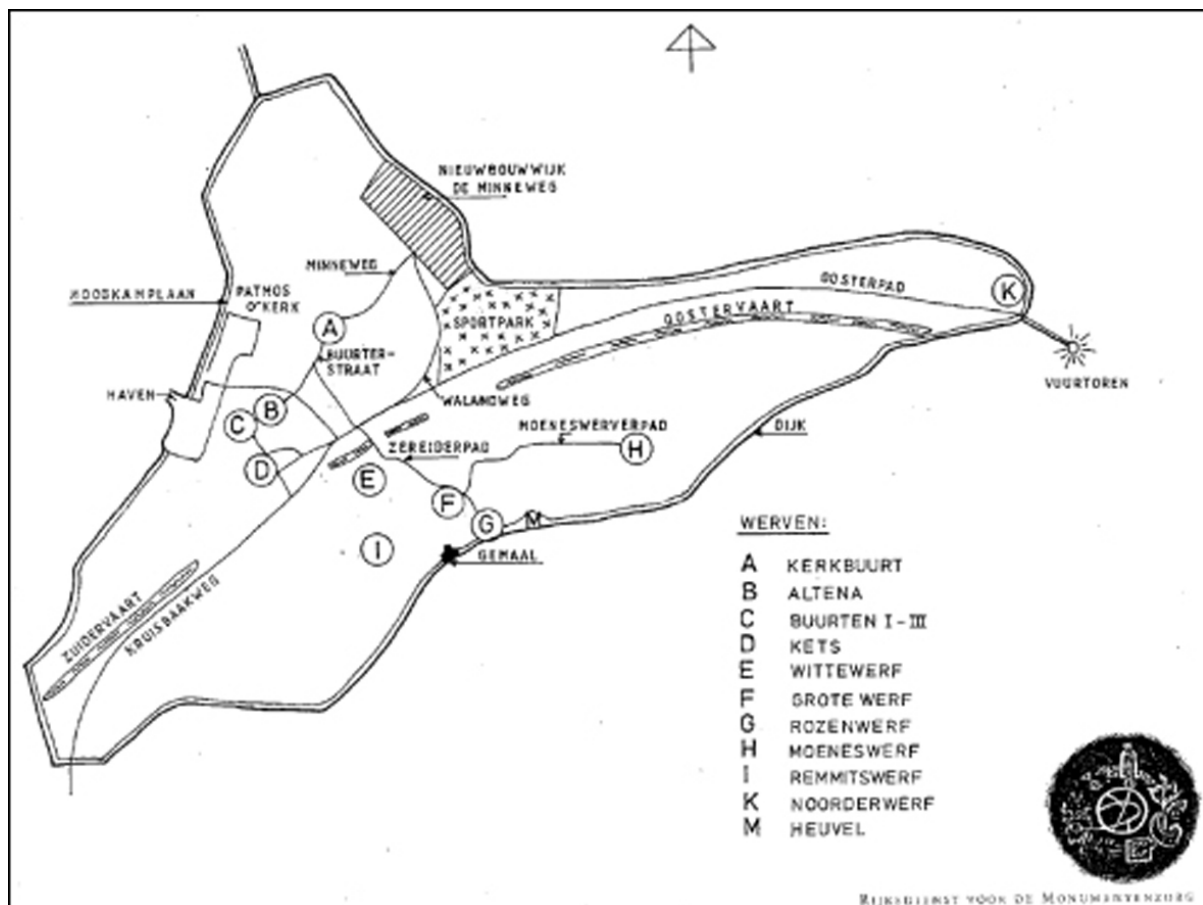 NIEUWBOUWWIJK
DE MINNEWEG
MINNEWEG
HOOGKAMPLAAN
PATMOS
O'KERK
A
SPORTPARK
OOSTERPAD
OOSTERVAART
K
BUURTER-
STRAAT
VUURTOREN
HAVEN
WALANDWEG
B
C
MOENESWERVERPAD
DIJK
ZEREIDERPAD
H
D
E
F
G
M
I
GEMAAL
ZUIDERVAART
KRUISBAAKWEG
WERVEN:
A KERKBUURT
B ALTENA
C BUURTEN I-III
D KETS
E WITTEWERF
F GROTE WERF
G ROZENWERF
H MOENESWERF
I REMMITSWERF
K NOORDERWERF
M HEUVEL
RIJKSDIENST VOOR DE MONUMENTENZORG